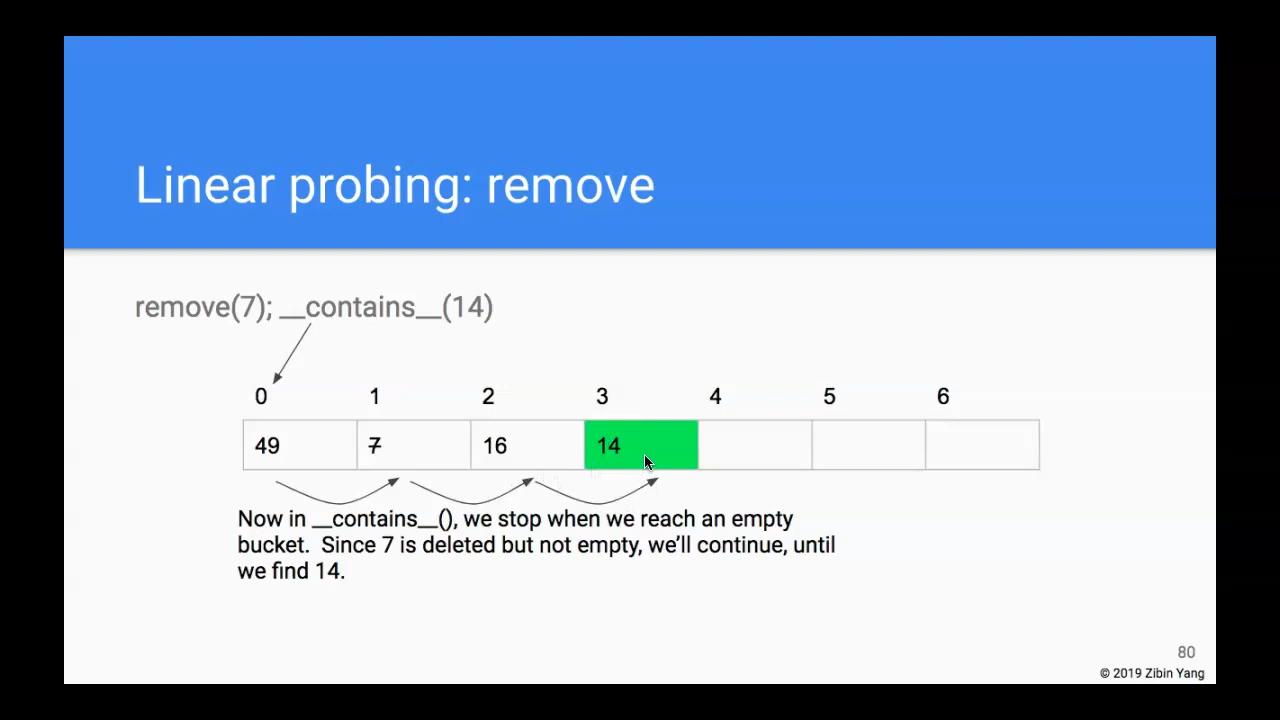 Linear probing: remove
remove(7); __contains__(14)
0 1 2 3 4 5 6
49 7 16 14
Now in __contains__(), we stop when we reach an empty
bucket. Since 7 is deleted but not empty, we'll continue, until
we find 14.
80
© 2019 Zibin Yang